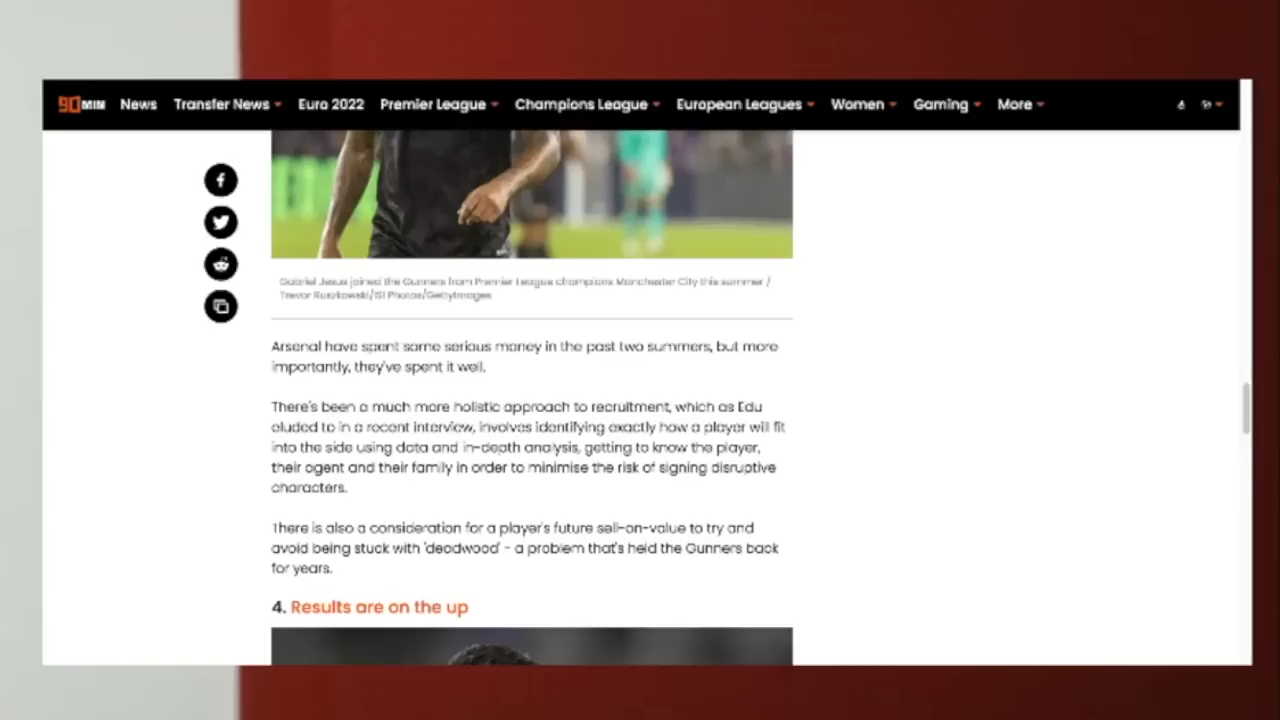 90MIN News Transfer News Euro 2022 Premier League Champions League European Leagues Women Gaming More
Gabriel Jesus joined the Gunners from Premier League champions Manchester City this summer /
Trevor Ruszkowski/ISI Photos/GettyImages
Arsenal have spent some serious money in the past two summers, but more
importantly, they've spent it well.
There's been a much more holistic approach to recruitment, which as Edu
eluded to in a recent interview, involves identifying exactly how a player will fit
into the side using data and in-depth analysis, getting to know the player,
their agent and their family in order to minimise the risk of signing disruptive
characters.
There is also a consideration for a player's future sell-on-value to try and
avoid being stuck with 'deadwood' - a problem that's held the Gunners back
for years.
4. Results are on the up